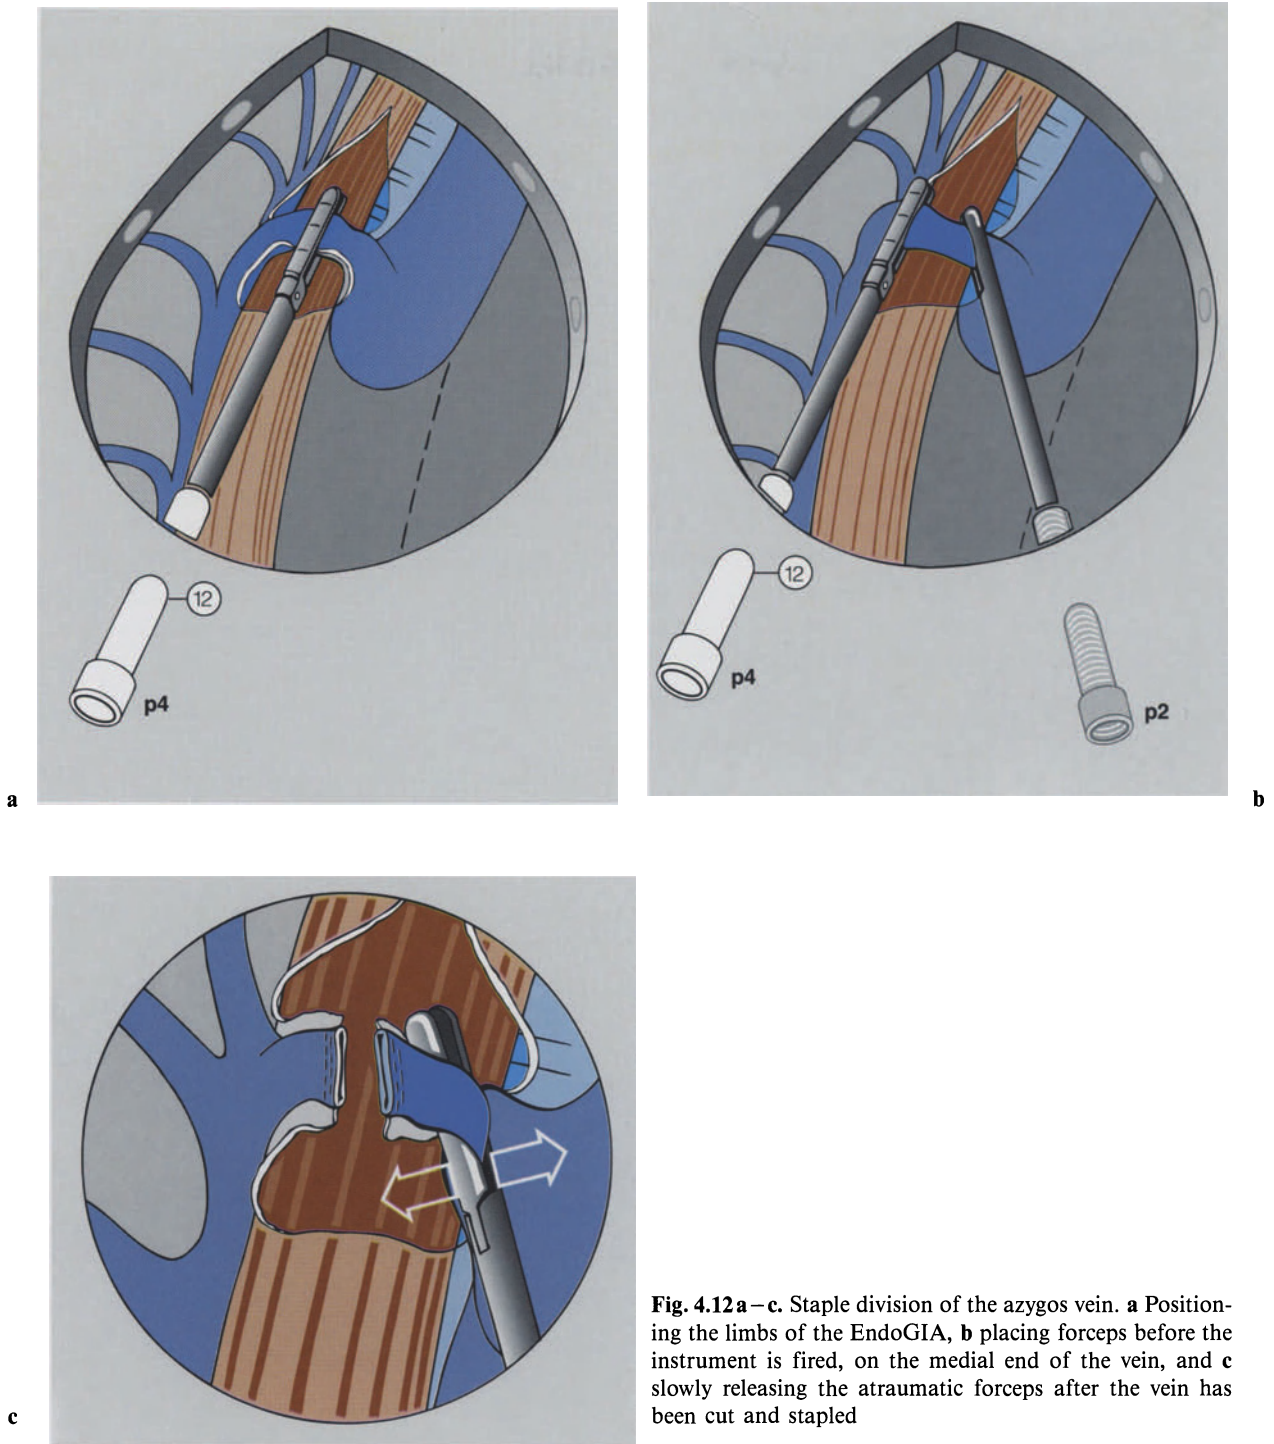 12
p4
a
12
p4
p2
b
c
Fig. 4.12 a – c. Staple division of the azygos vein. a Position-
ing the limbs of the EndoGIA, b placing forceps before the
instrument is fired, on the medial end of the vein, and c
slowly releasing the atraumatic forceps after the vein has
been cut and stapled